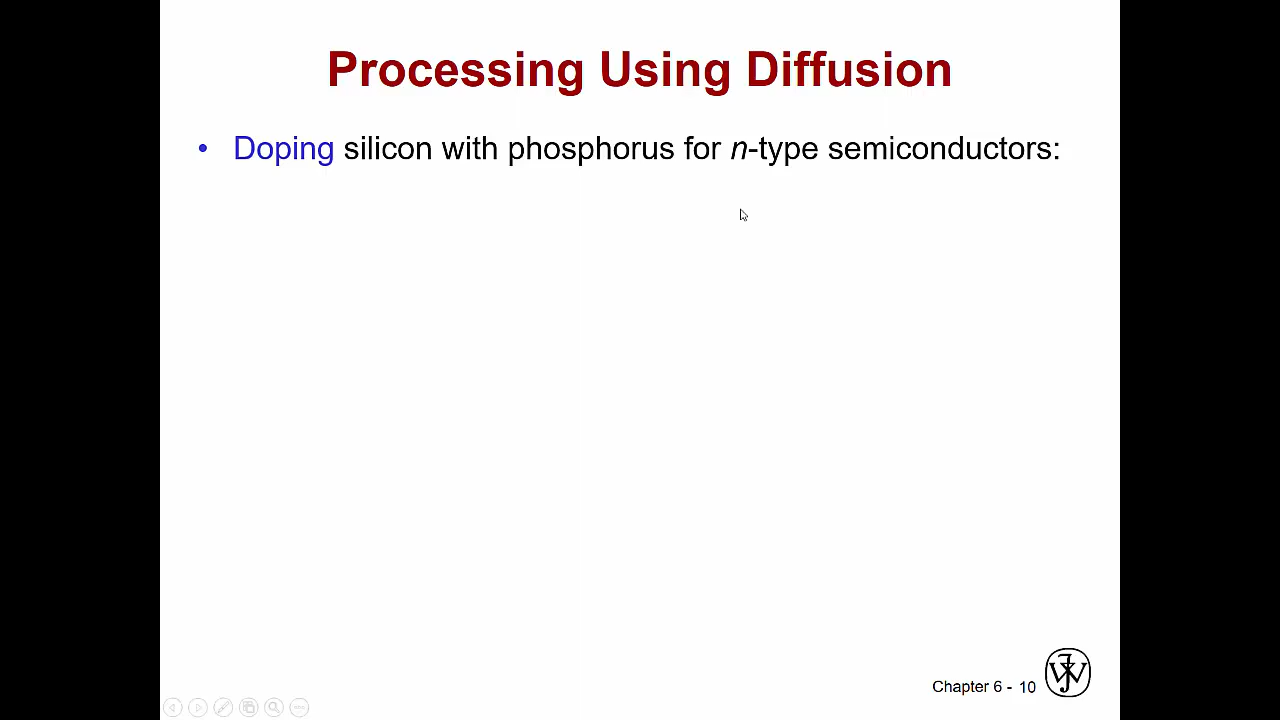 Processing Using Diffusion
• Doping silicon with phosphorus for n-type semiconductors:
Chapter 6 - 10